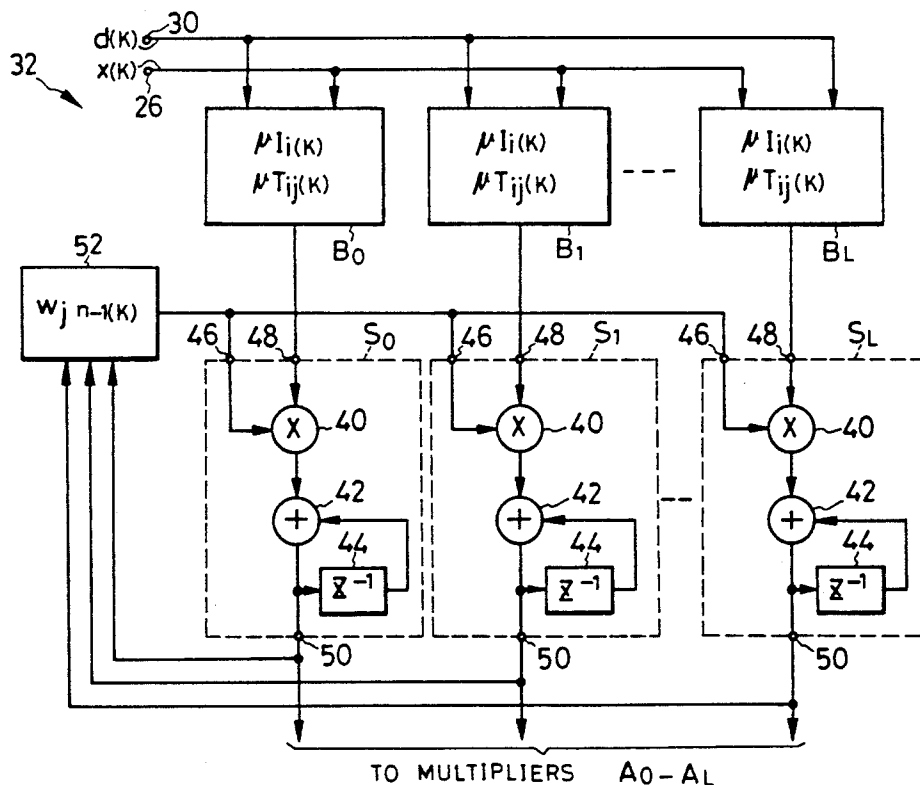 d(K) 30
x(K)
32
26
μIi(K) μIi(K) μIi(K)
μTij(K) μTij(K) --- μTij(K)
B0 B1 BL
52
Wj n-1(K)
46 48 S0 46 48 S1 46 48 SL
X 40 X 40 X 40
42 42 42
+ + --- +
44 44 44
Z⁻¹ Z⁻¹ Z⁻¹
50 50 50
TO MULTIPLIERS A0-AL